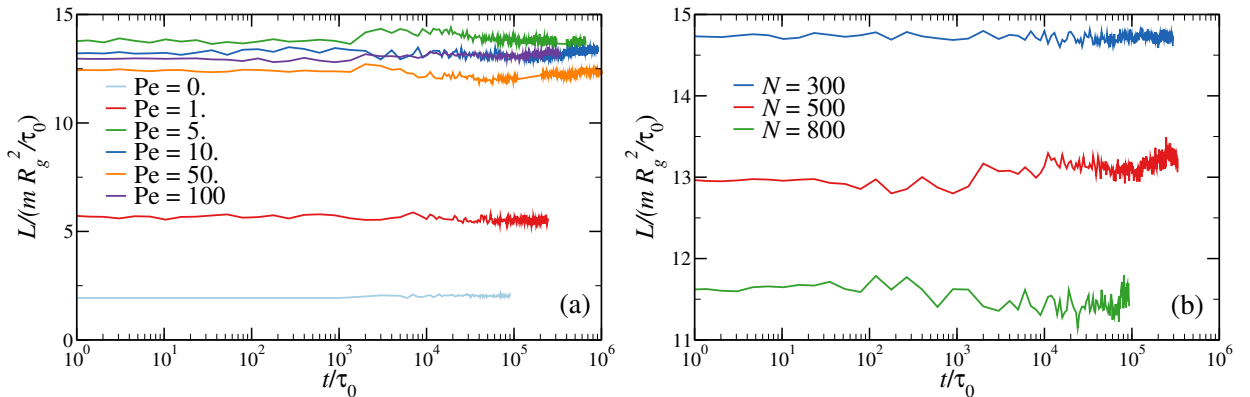 15
10
5
0
L/(m R_g^2/τ_0)
Pe = 0.
Pe = 1.
Pe = 5.
Pe = 10.
Pe = 50.
Pe = 100
(a)
10^0 10^1 10^2 10^3 10^4 10^5 10^6
t/τ_0
15
14
13
12
11
L/(m R_g^2/τ_0)
N = 300
N = 500
N = 800
(b)
10^0 10^1 10^2 10^3 10^4 10^5 10^6
t/τ_0